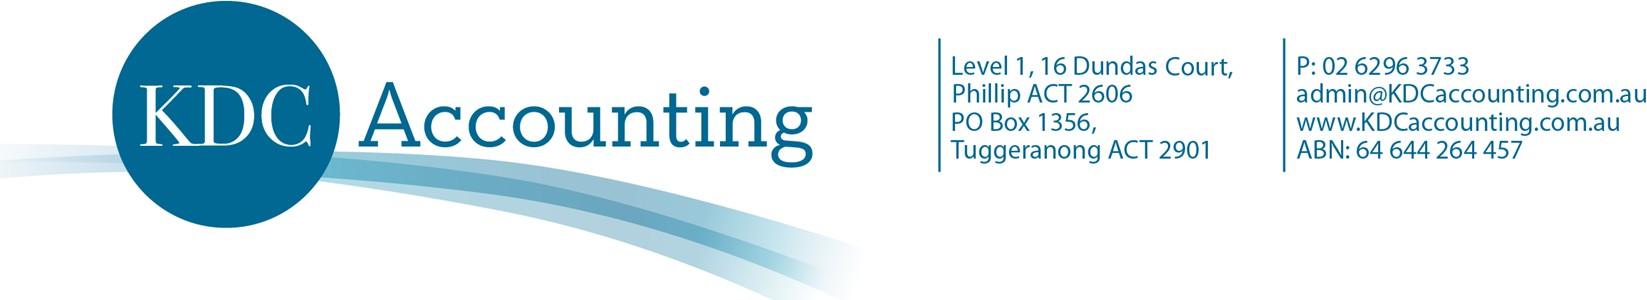 KDC Accounting
Level 1, 16 Dundas Court,
Phillip ACT 2606
PO Box 1356,
Tuggeranong ACT 2901
P: 02 6296 3733
admin@KDCaccounting.com.au
www.KDCaccounting.com.au
ABN: 64 644 264 457